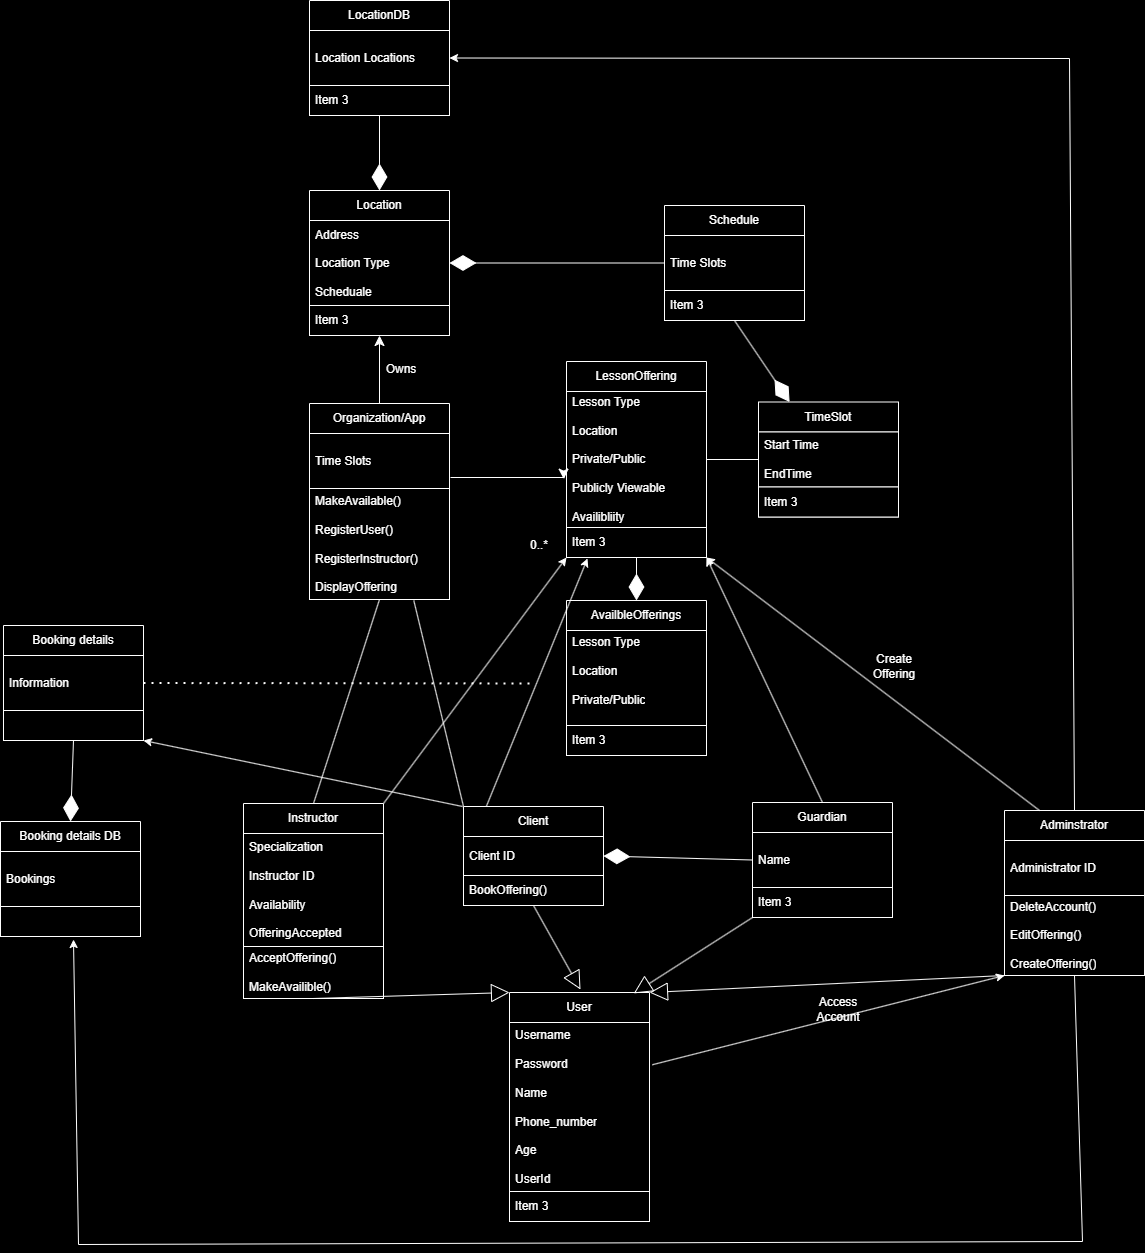 LocationDB
Location Locations
Item 3
Location
Address
Location Type
Scheduale
Item 3
Schedule
Time Slots
Item 3
Owns
LessonOffering
Lesson Type
Location
Private/Public
Publicly Viewable
Availibliity
Item 3
Organization/App
Time Slots
MakeAvailable()
RegisterUser()
RegisterInstructor()
DisplayOffering
TimeSlot
Start Time
EndTime
Item 3
0..*
AvailbleOfferings
Lesson Type
Location
Private/Public
Item 3
Booking details
Information
Create
Offering
Booking details DB
Bookings
Instructor
Specialization
Instructor ID
Availability
OfferingAccepted
AcceptOffering()
MakeAvailible()
Client
Client ID
BookOffering()
Guardian
Name
Item 3
Adminstrator
Administrator ID
DeleteAccount()
EditOffering()
CreateOffering()
Access
Account
User
Username
Password
Name
Phone_number
Age
UserId
Item 3